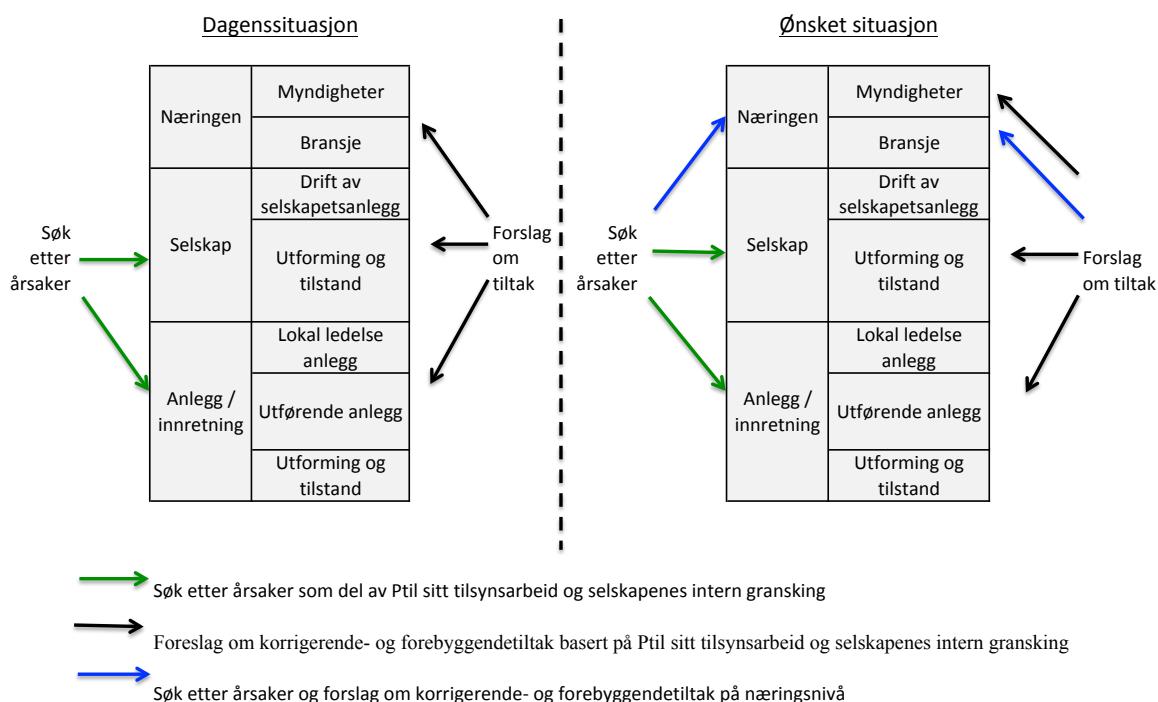 Dagenssituasjon
Næringen
Myndigheter
Bransje
Selskap
Drift av
selskapetsanlegg
Utforming og
tilstand
Anlegg /
innretning
Lokal ledelse
anlegg
Utførende anlegg
Utforming og
tilstand
Søk
etter
årsaker
Forslag
om
tiltak
Ønsket situasjon
Næringen
Myndigheter
Bransje
Selskap
Drift av
selskapetsanlegg
Utforming og
tilstand
Anlegg /
innretning
Lokal ledelse
anlegg
Utførende anlegg
Utforming og
tilstand
Søk
etter
årsaker
Forslag
om tiltak
Søk etter årsaker som del av Ptil sitt tilsynsarbeid og selskapenes intern gransking
Foreslag om korrigerende- og forebyggendetiltak basert på Ptil sitt tilsynsarbeid og selskapenes intern gransking
Søk etter årsaker og forslag om korrigerende- og forebyggendetiltak på næringsnivå